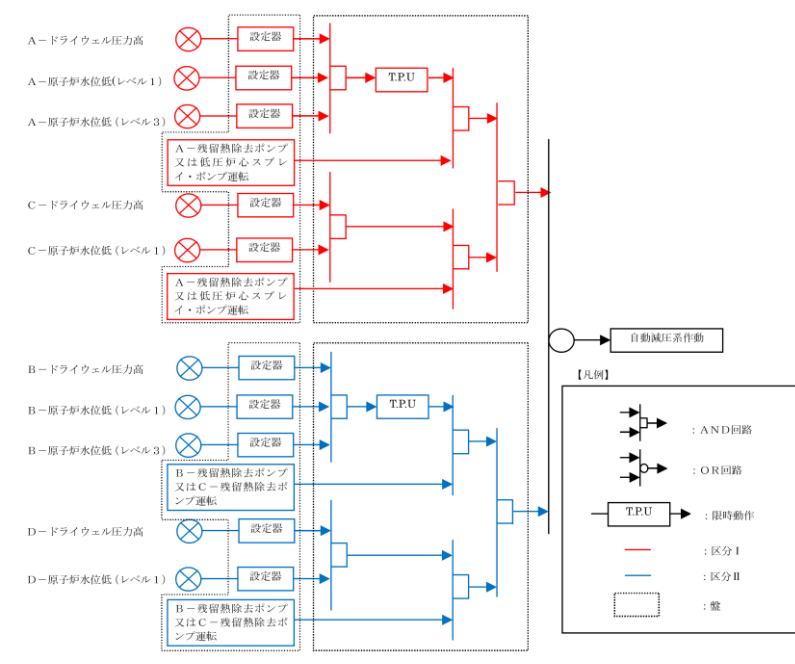 A－ドライウェル圧力高
設定器
A－原子炉水位低(レベル1)
設定器
T.P.U
A－原子炉水位低(レベル3)
設定器
A－残留熱除去ポンプ
又は低圧炉心スプレ
イ・ポンプ運転
C－ドライウェル圧力高
設定器
C－原子炉水位低(レベル1)
設定器
A－残留熱除去ポンプ
又は低圧炉心スプレ
イ・ポンプ運転
自動減圧系作動
B－ドライウェル圧力高
設定器
B－原子炉水位低(レベル1)
設定器
T.P.U
B－原子炉水位低(レベル3)
設定器
B－残留熱除去ポンプ
又はC－残留熱除去ポ
ンプ運転
D－ドライウェル圧力高
設定器
D－原子炉水位低(レベル1)
設定器
B－残留熱除去ポンプ
又はC－残留熱除去ポ
ンプ運転
【凡例】
：AND回路
：OR回路
T.P.U
：限時動作
：区分Ⅰ
：区分Ⅱ
：盤